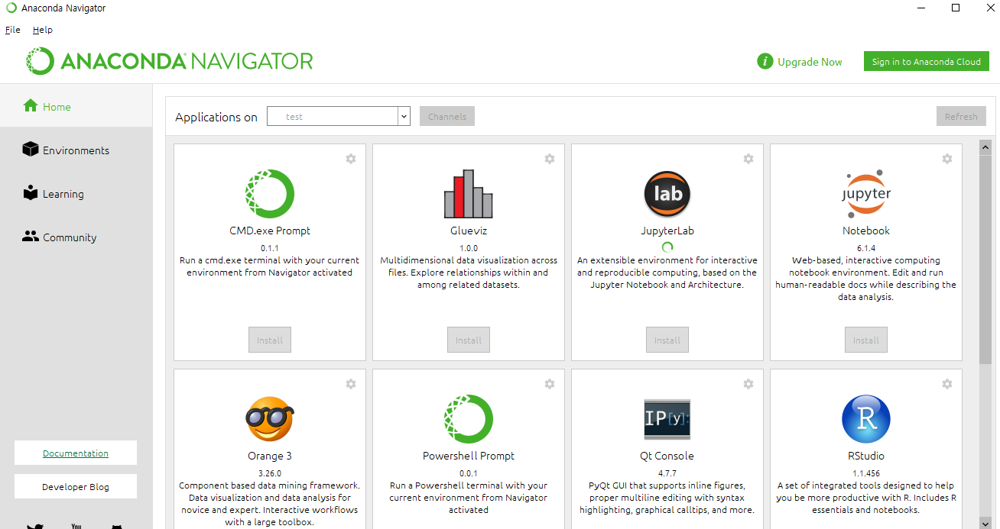 Anaconda Navigator
File Help
ANACONDA NAVIGATOR
Upgrade Now
Sign in to Anaconda Cloud
Home
Environments
Learning
Community
Documentation
Developer Blog
You
Applications on
test
Channels
Refresh
CMD.exe Prompt
0.1.1
Run a cmd.exe terminal with your current
environment from Navigator activated
Install
Glueviz
1.0.0
Multidimensional data visualization across
files. Explore relationships within and
among related datasets.
Install
lab
JupyterLab
An extensible environment for interactive
and reproducible computing, based on the
Jupyter Notebook and Architecture.
Install
jupyter
Notebook
6.1.4
Web-based, interactive computing
notebook environment. Edit and run
human-readable docs while describing the
data analysis.
Install
Orange 3
3.26.0
Component based data mining framework.
Data visualization and data analysis for
novice and expert. Interactive workflows
with a large toolbox.
Powershell Prompt
0.0.1
Run a Powershell terminal with your
current environment from Navigator
activated
IP[y]:
Qt Console
4.7.7
PyQt GUI that supports inline figures,
proper multiline editing with syntax
highlighting, graphical calltips, and more.
R
RStudio
1.1.456
A set of integrated tools designed to help
you be more productive with R. Includes R
essentials and notebooks.